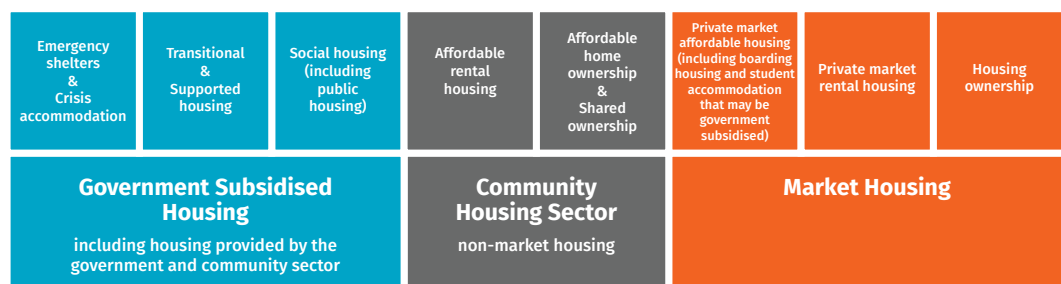 Emergency
shelters
&
Crisis
accommodation
Transitional
&
Supported
housing
Social housing
(including
public
housing)
Affordable
rental
housing
Affordable
home
ownership
&
Shared
ownership
Private market
affordable housing
(including boarding
housing and student
accommodation
that may be
government
subsidised)
Private market
rental housing
Housing
ownership
Government Subsidised
Housing
including housing provided by the
government and community sector
Community
Housing Sector
non-market housing
Market Housing